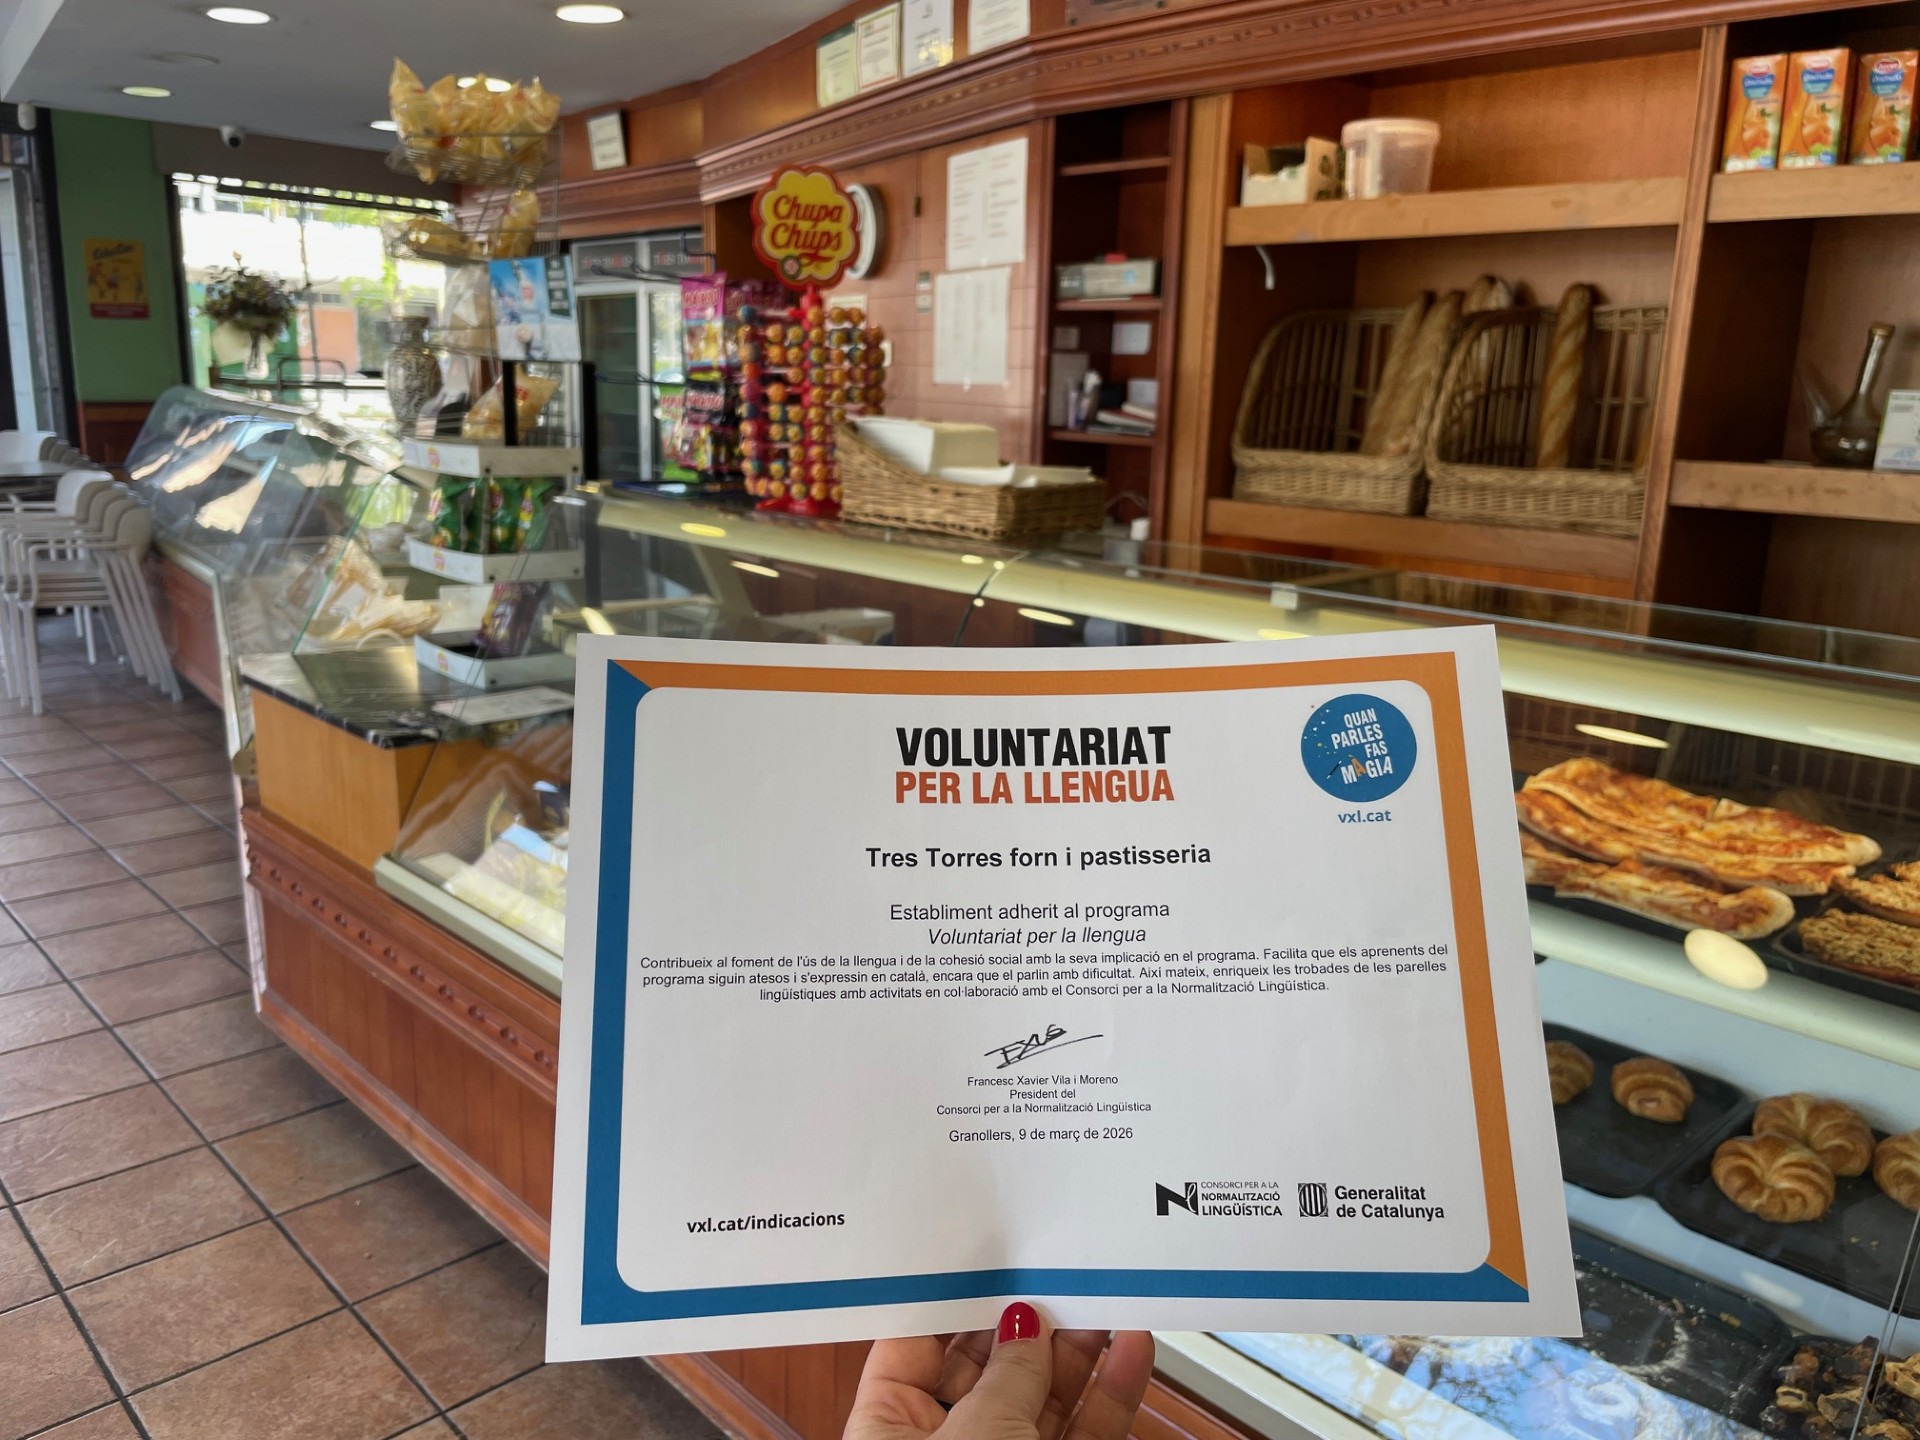 Chupa
Chups
VOLUNTARIAT
PER LA LLENGUA
QUAN
PARLES
FAS
MÀGIA
vxl.cat
Tres Torres forn i pastisseria
Establiment adherit al programa
Voluntariat per la llengua
Contribueix al foment de l'ús de la llengua i de la cohesió social amb la seva implicació en el programa. Facilita que els aprenents del
programa siguin atesos i s'expressin en català, encara que el parlin amb dificultat. Així mateix, enriqueix les trobades de les parelles
lingüístiques amb activitats en col·laboració amb el Consorci per a la Normalització Lingüística.
Francesc Xavier Vila i Moreno
President del
Consorci per a la Normalització Lingüística
Granollers, 9 de març de 2026
vxl.cat/indicacions
CONSORCI PER A LA
NORMALITZACIÓ
LINGÜÍSTICA
Generalitat
de Catalunya